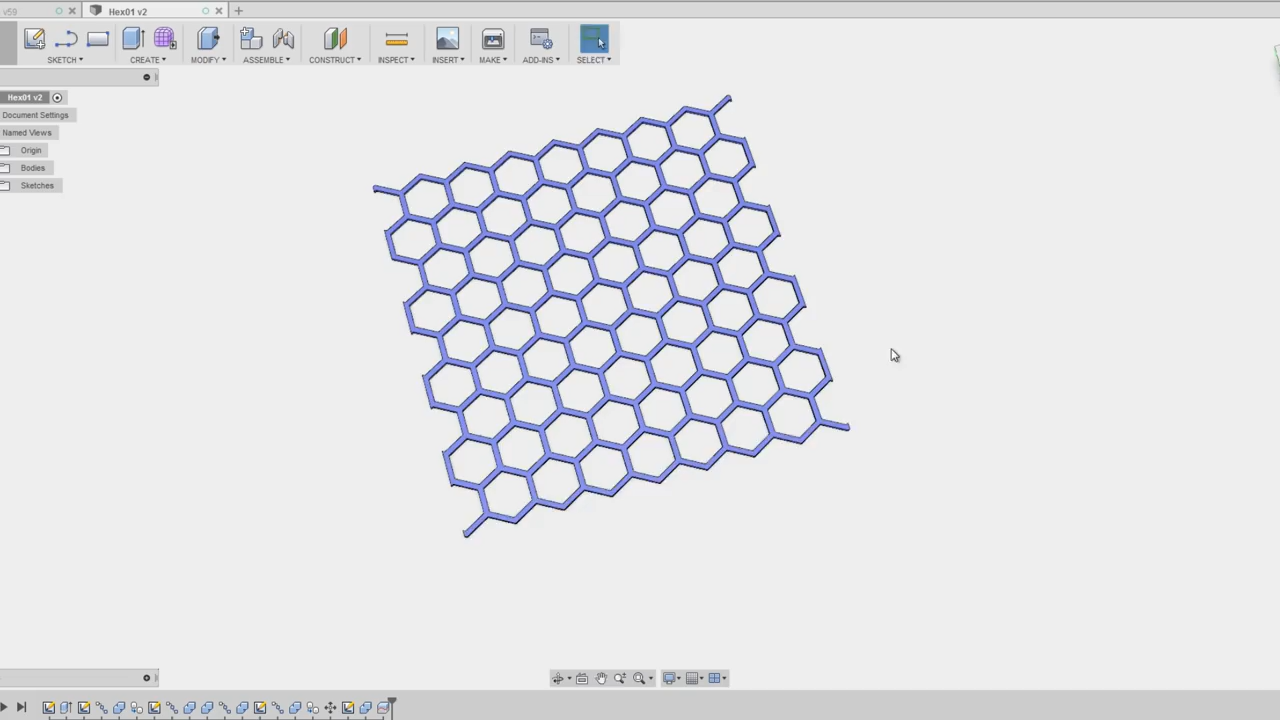 v59
Hex01 v2
SKETCH
CREATE
MODIFY
ASSEMBLE
CONSTRUCT
INSPECT
INSERT
MAKE
ADD-INS
SELECT
Hex01 v2
Document Settings
Named Views
Origin
Bodies
Sketches